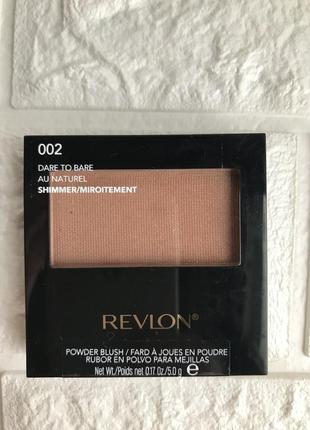 002
DARE TO BARE
AU NATUREL
SHIMMER/MIROITEMENT
REVLON®
POWDER BLUSH / FARD À JOUES EN POUDRE
RUBOR EN POLVO PARA MEJILLAS
Net Wt./Poids net 0.17 Oz./5.0 g ℮